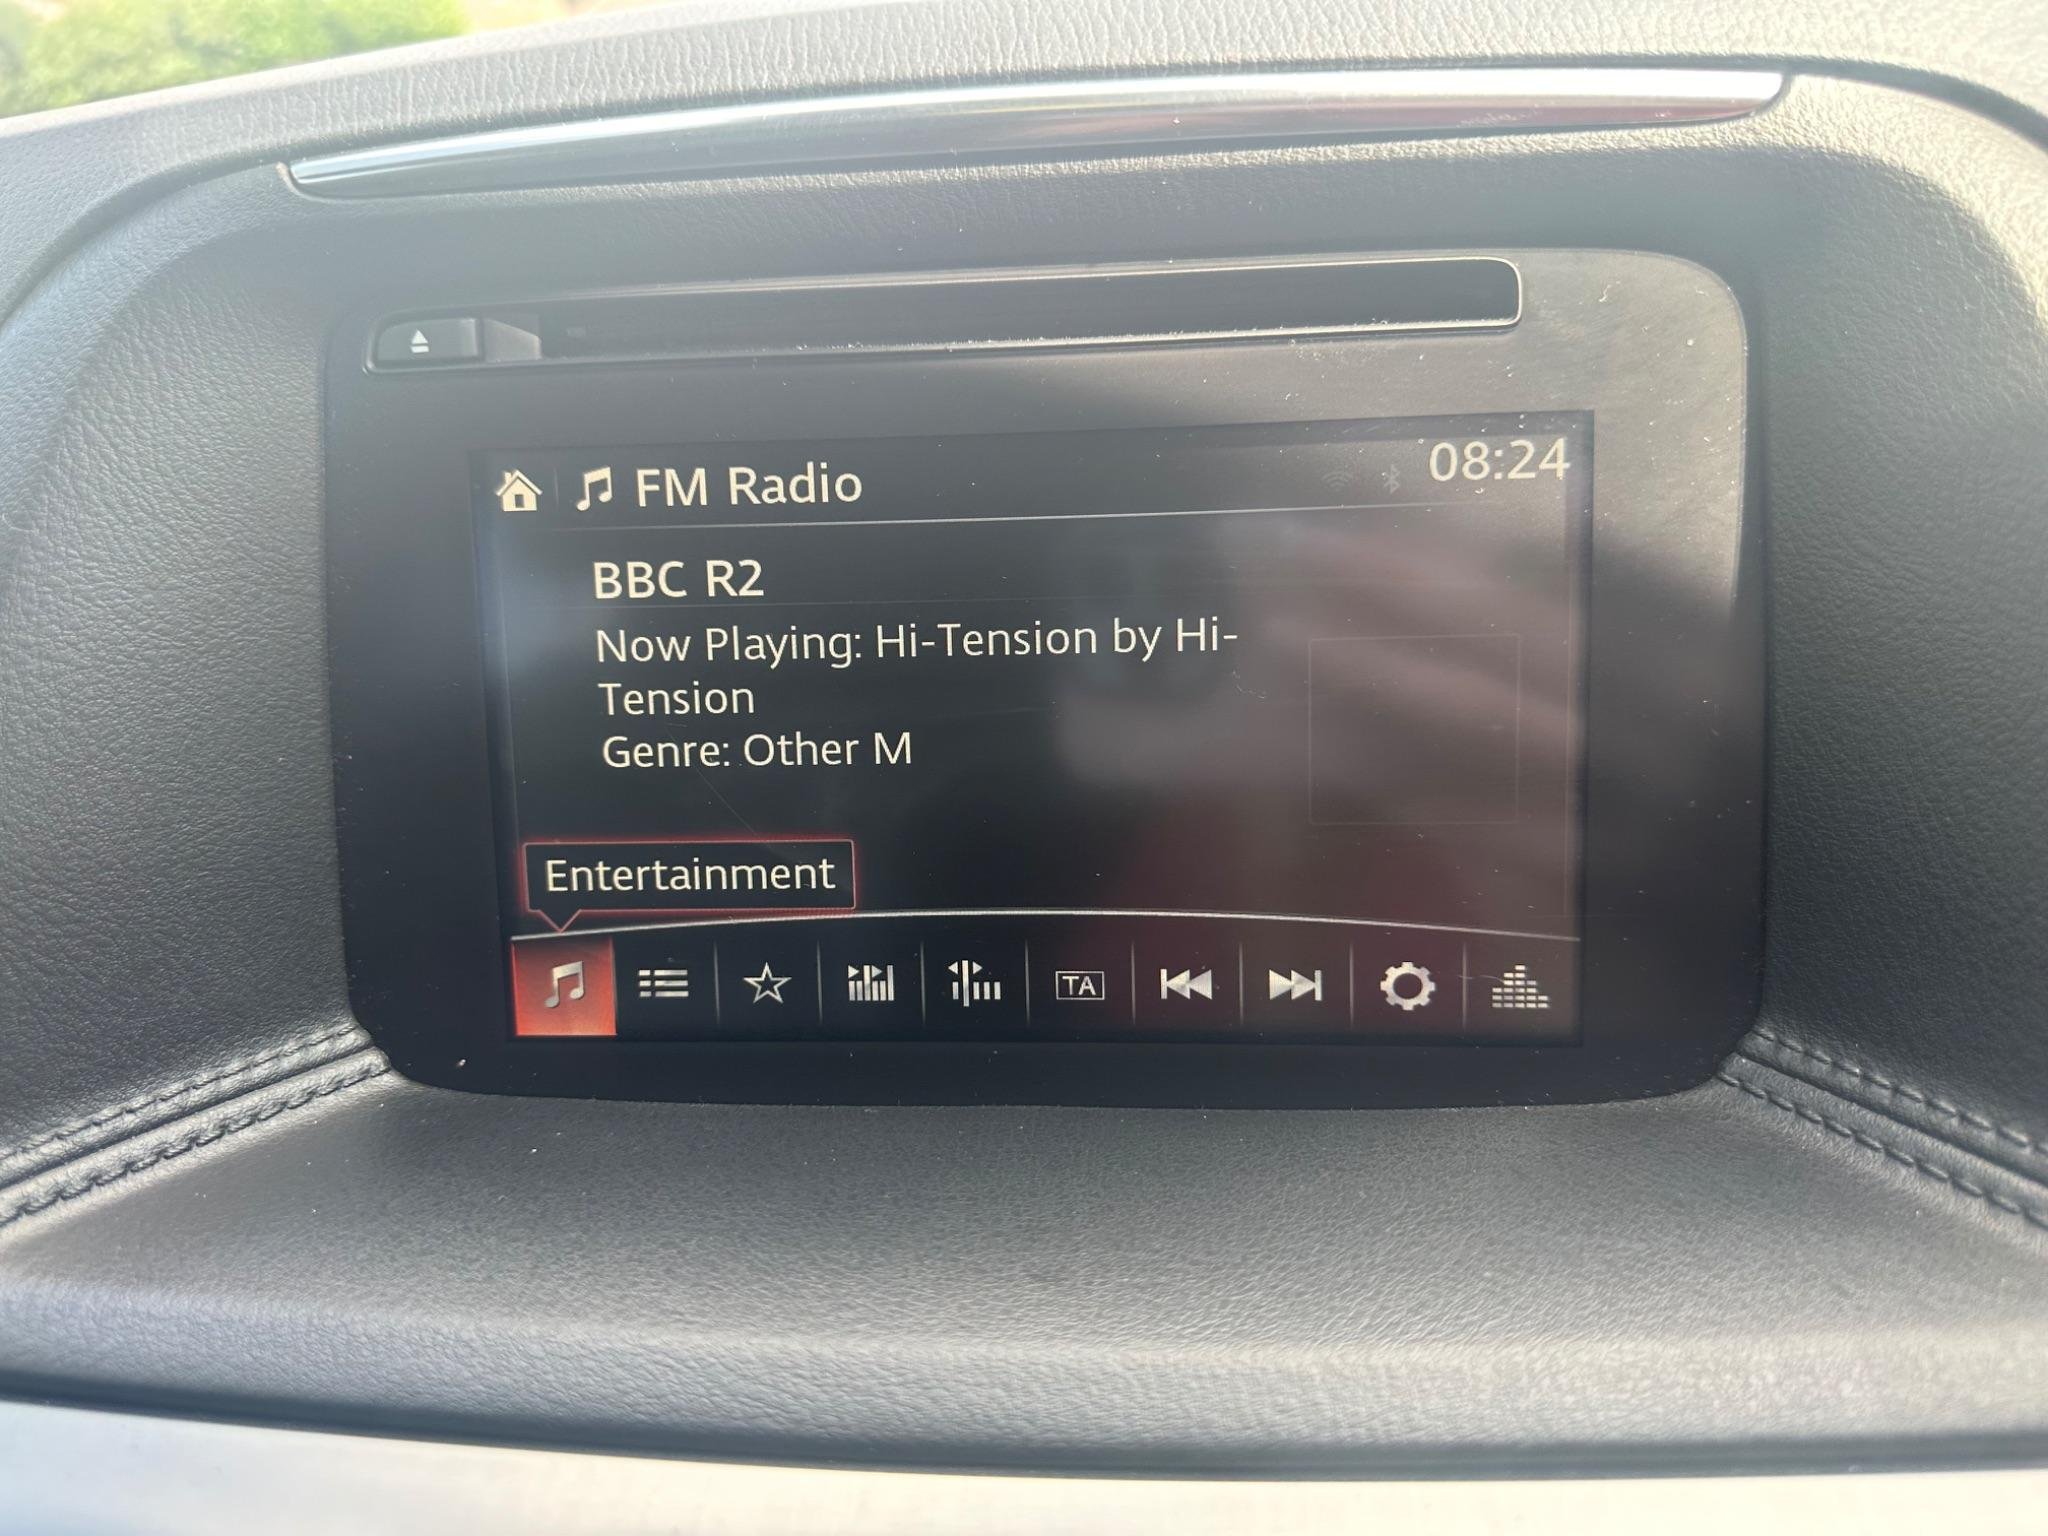 FM Radio
08:24
BBC R2
Now Playing: Hi-Tension by Hi-
Tension
Genre: Other M
Entertainment
TA